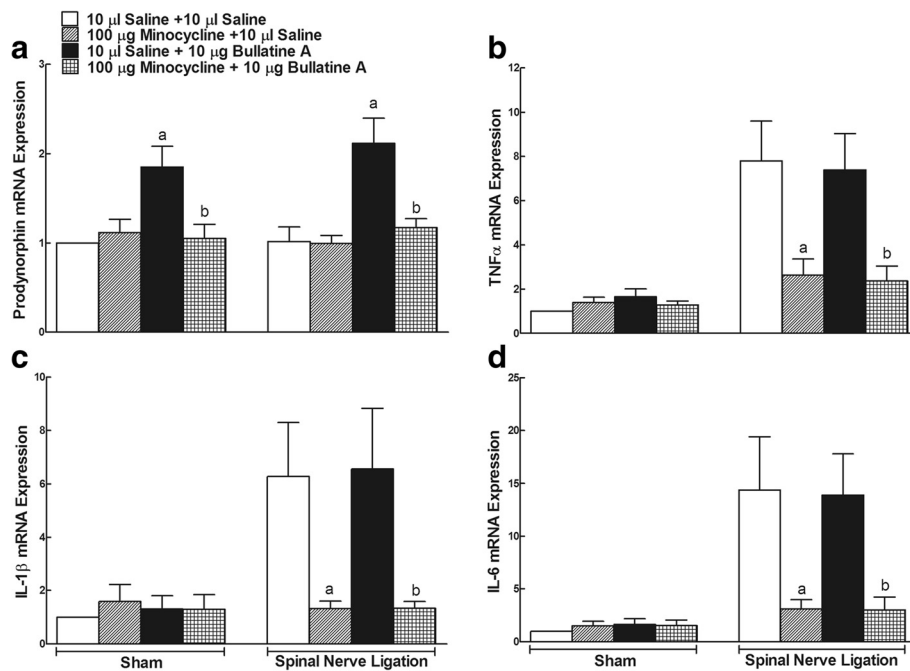 10 μl Saline +10 μl Saline
100 μg Minocycline +10 μl Saline
10 μl Saline + 10 μg Bullatine A
100 μg Minocycline + 10 μg Bullatine A
a
Prodynorphin mRNA Expression
3
2
1
0
a
b
a
b
b
TNFα mRNA Expression
12
10
8
6
4
2
0
a
b
c
IL-1β mRNA Expression
10
8
6
4
2
0
a
b
Sham
Spinal Nerve Ligation
d
IL-6 mRNA Expression
25
20
15
10
5
0
a
b
Sham
Spinal Nerve Ligation